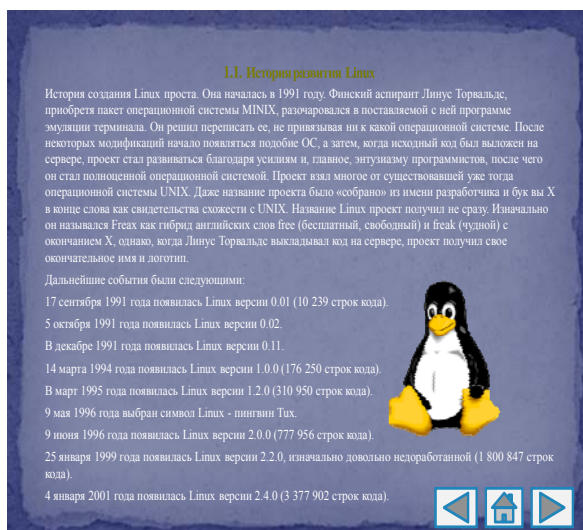 1.1. История развития Linux
История создания Linux проста. Она началась в 1991 году. Финский аспирант Линус Торвальдс,
приобретя пакет операционной системы MINIX, разочаровался в поставляемой с ней программе
эмуляции терминала. Он решил переписать ее, не привязывая ни к какой операционной системе. После
некоторых модификаций начало появляться подобие ОС, а затем, когда исходный код был выложен на
сервере, проект стал развиваться благодаря усилиям и, главное, энтузиазму программистов, после чего
он стал полноценной операционной системой. Проект взял многое от существовавшей уже тогда
операционной системы UNIX. Даже название проекта было «собрано» из имени разработчика и букв вы X
в конце слова как свидетельства схожести с UNIX. Название Linux проект получил не сразу. Изначально
он назывался Freax как гибрид английских слов free (бесплатный, свободный) и freak (чудной) с
окончанием X, однако, когда Линус Торвальдс выкладывал код на сервере, проект получил свое
окончательное имя и логотип.
Дальнейшие события были следующими:
17 сентября 1991 года появилась Linux версии 0.01 (10 239 строк кода).
5 октября 1991 года появилась Linux версии 0.02.
В декабре 1991 года появилась Linux версии 0.11.
14 марта 1994 года появилась Linux версии 1.0.0 (176 250 строк кода).
В март 1995 года появилась Linux версии 1.2.0 (310 950 строк кода).
9 мая 1996 года выбран символ Linux - пингвин Tux.
9 июня 1996 года появилась Linux версии 2.0.0 (777 956 строк кода).
25 января 1999 года появилась Linux версии 2.2.0, изначально довольно недоработанной (1 800 847 строк
кода).
4 января 2001 года появилась Linux версии 2.4.0 (3 377 902 строк кода).